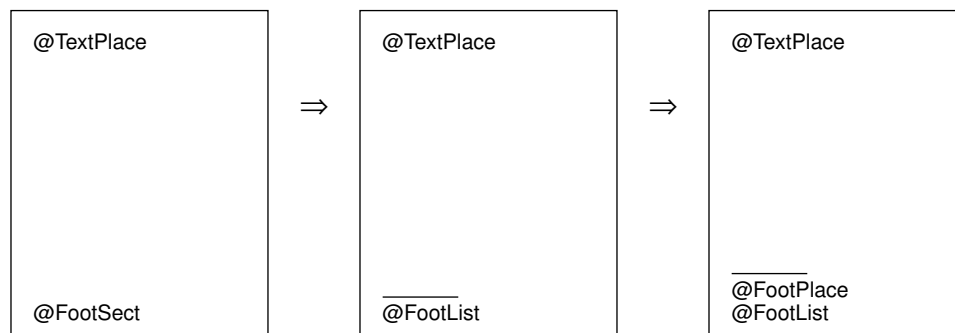 @TextPlace
@FootSect
⇒
@TextPlace
@FootList
⇒
@TextPlace
@FootPlace
@FootList